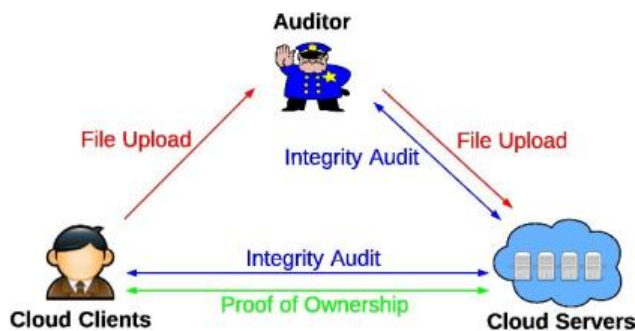 Auditor
File Upload
File Upload
Integrity Audit
Integrity Audit
Proof of Ownership
Cloud Clients
Cloud Servers